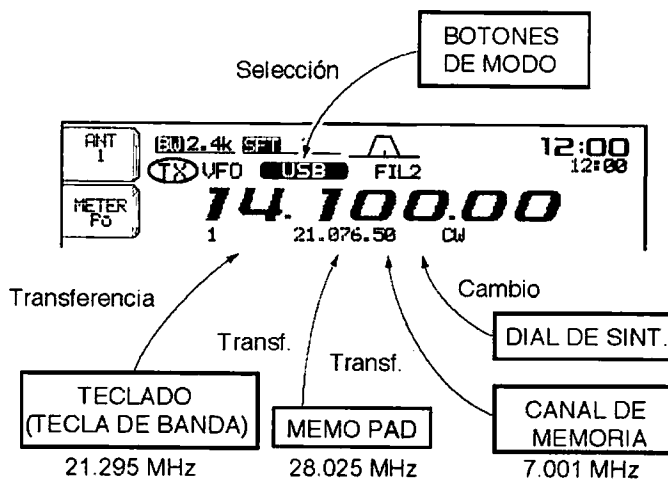 BOTONES
DE MODO
Selección
ANT
1
BW 2.4k SFT
12:00
12:00
TX VFO USB FIL2
METER
Po
14.100.00
1 21.076.50 CW
Transferencia
Cambio
Transf.
Transf.
DIAL DE SINT.
TECLADO
(TECLA DE BANDA)
MEMO PAD
CANAL DE
MEMORIA
21.295 MHz
28.025 MHz
7.001 MHz